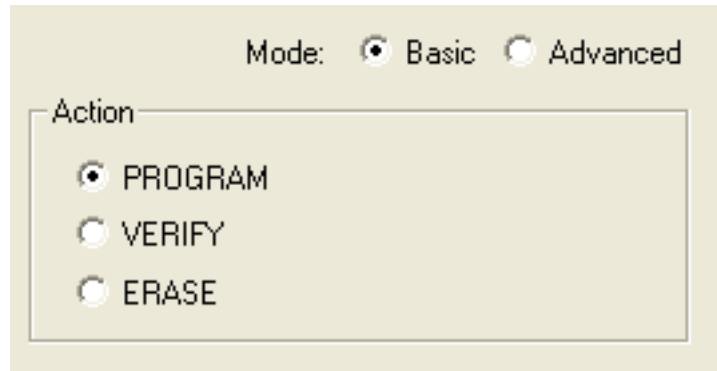 Mode: Basic Advanced
Action
PROGRAM
VERIFY
ERASE